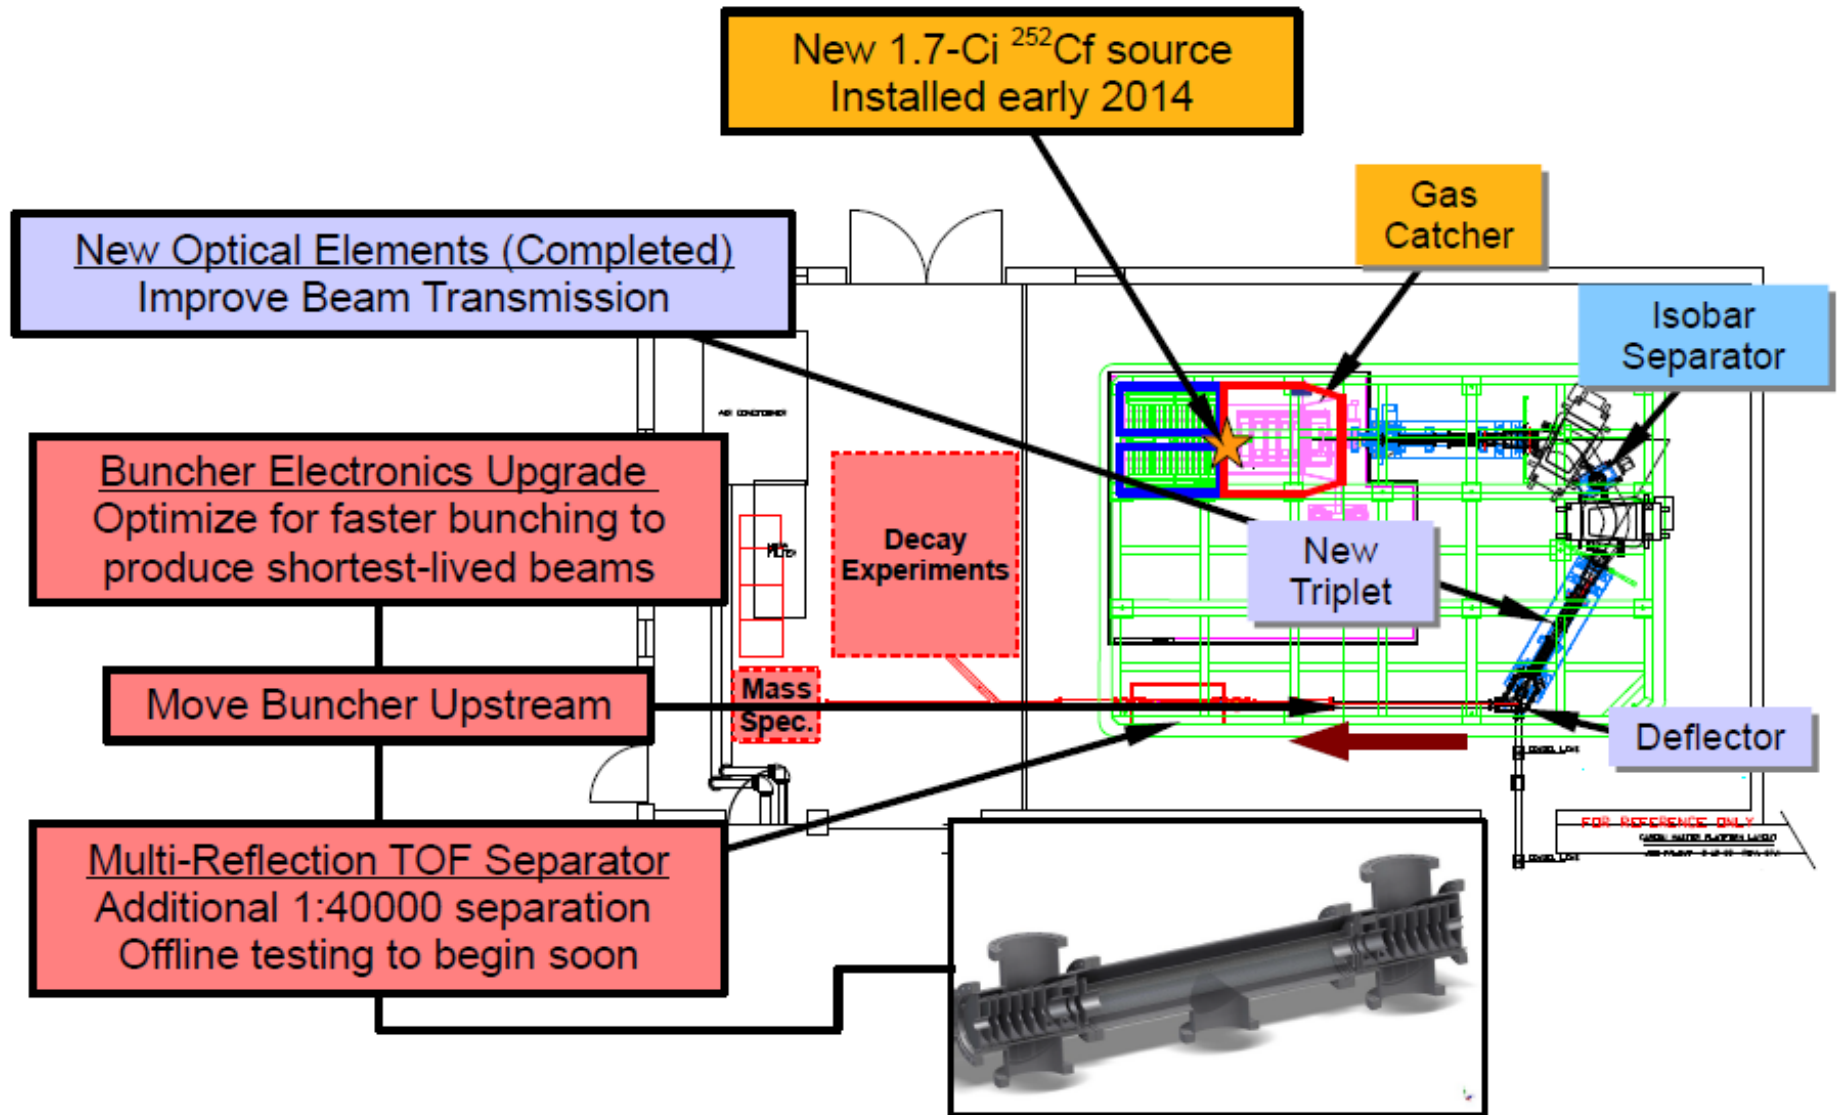 New 1.7-Ci ²⁵²Cf source
Installed early 2014
Gas
Catcher
New Optical Elements (Completed)
Improve Beam Transmission
Isobar
Separator
AIR CONDITIONER
Buncher Electronics Upgrade
Optimize for faster bunching to
produce shortest-lived beams
Decay
Experiments
New
Triplet
Move Buncher Upstream
Mass
Spec.
Deflector
Multi-Reflection TOF Separator
Additional 1:40000 separation
Offline testing to begin soon
FOR REFERENCE ONLY